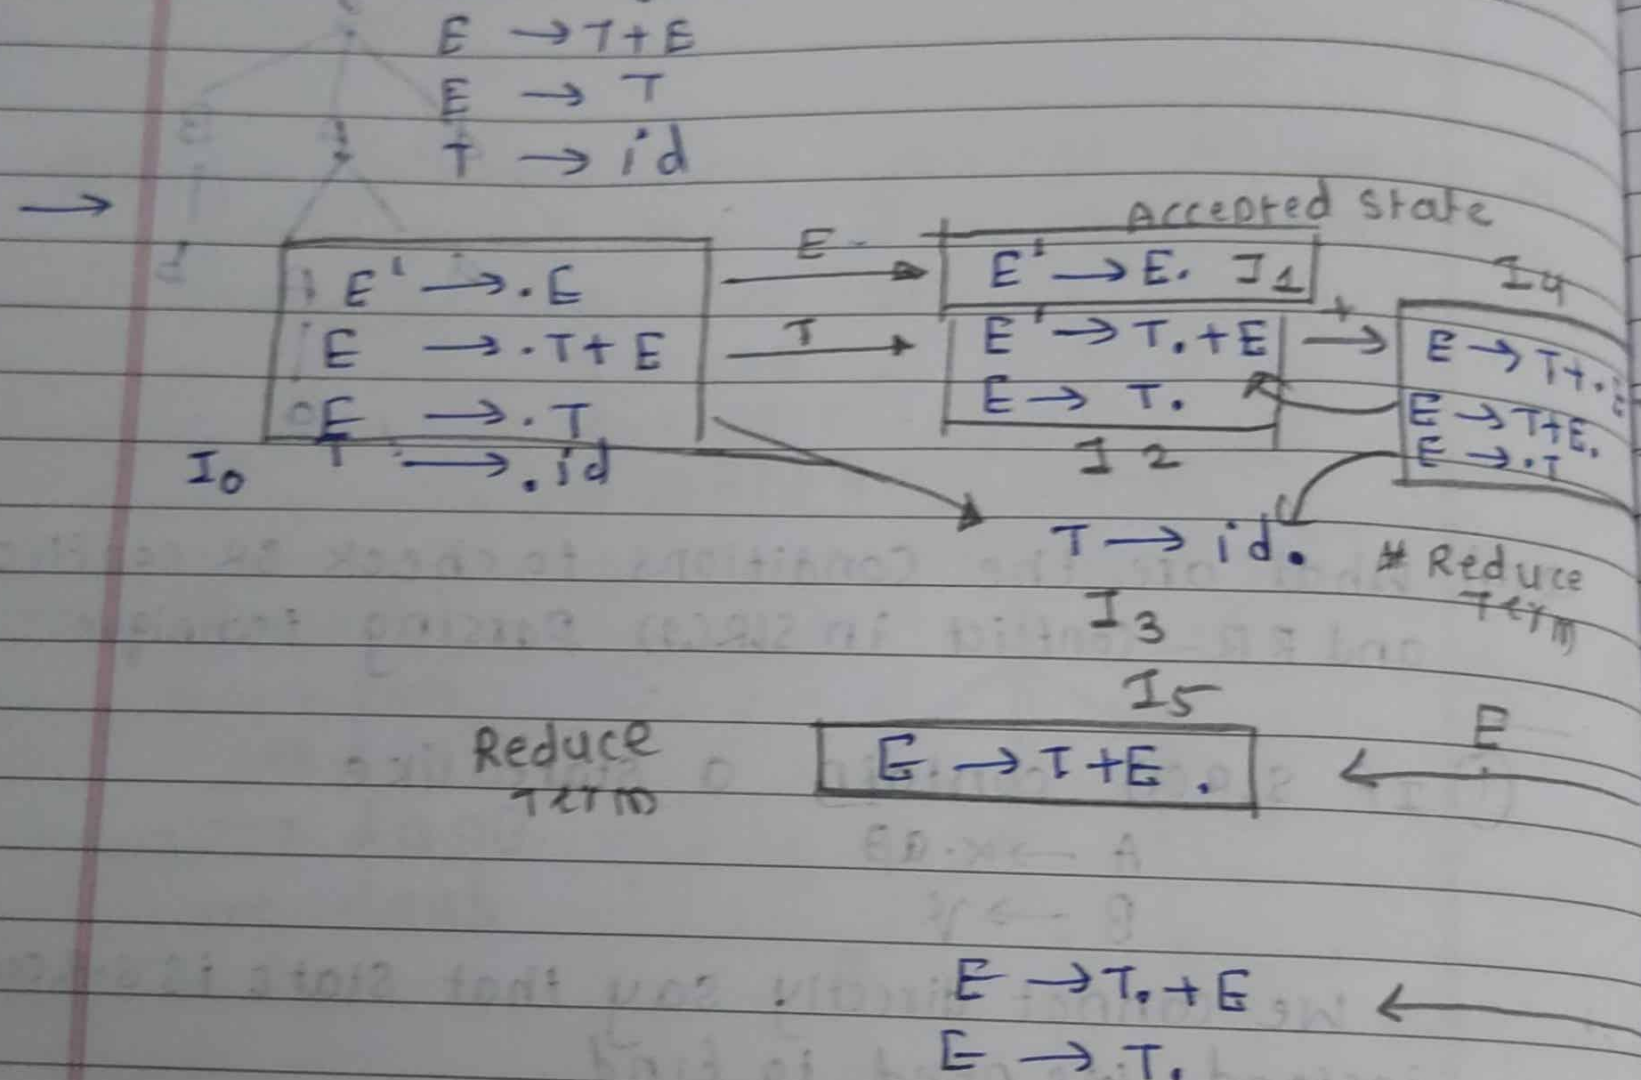 E → T+E
E → T
T → id
→
Accepted State
E' → .E
E
E' → E. I1
I4
E → .T+E
T
E' → T.+E
+
→
E → T+.E
E → .T
E → T.
E → T+E.
E → .T
I0
T → .id
I2
T → id.
# Reduce
Term
I3
I5
Reduce
Term
E → T+E.
E
E → T.+E
E → T.